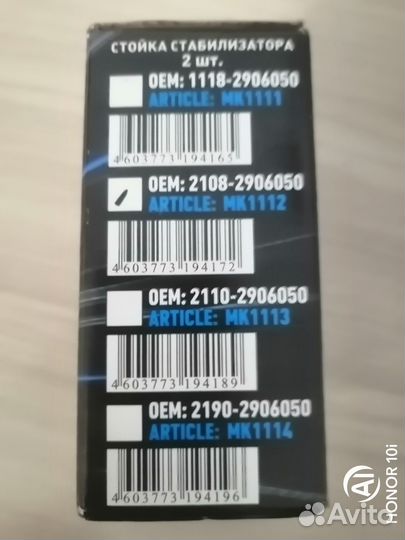 СТОЙКА СТАБИЛИЗАТОРА
2 шт.
OEM: 1118-2906050
ARTICLE: MK1111
4603773194165
OEM: 2108-2906050
ARTICLE: MK1112
4603773194172
OEM: 2110-2906050
ARTICLE: MK1113
4603773194189
OEM: 2190-2906050
ARTICLE: MK1114
4603773194196
AI
HONOR 10i
Avito